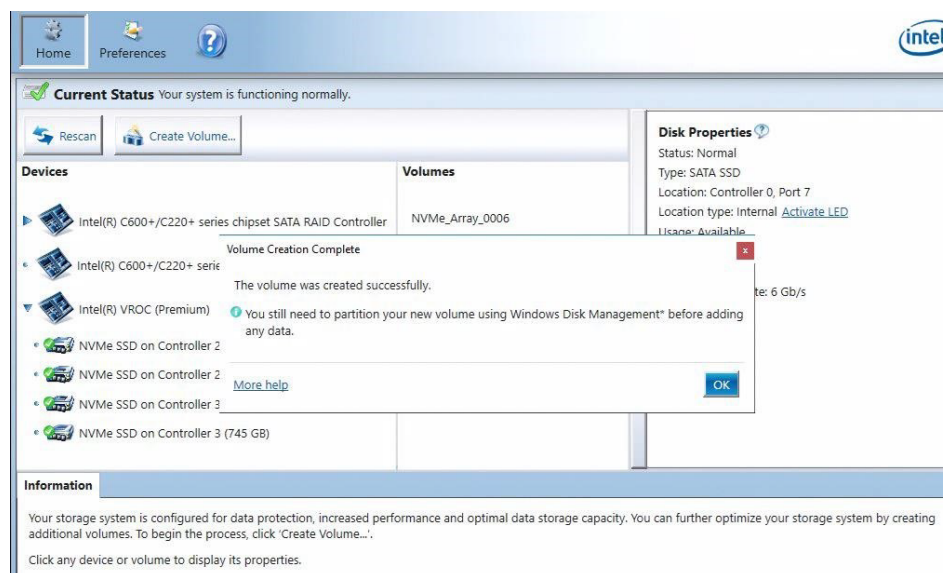 Home
Preferences
?
intel
Current Status Your system is functioning normally.
Rescan
Create Volume...
Devices
Volumes
Intel(R) C600+/C220+ series chipset SATA RAID Controller
NVMe_Array_0006
Intel(R) C600+/C220+ serie
Intel(R) VROC (Premium)
NVMe SSD on Controller 2
NVMe SSD on Controller 2
NVMe SSD on Controller 3
NVMe SSD on Controller 3 (745 GB)
Disk Properties ?
Status: Normal
Type: SATA SSD
Location: Controller 0, Port 7
Location type: Internal Activate LED
Usage: Available
te: 6 Gb/s
Volume Creation Complete
x
The volume was created successfully.
You still need to partition your new volume using Windows Disk Management* before adding
any data.
More help
OK
Information
Your storage system is configured for data protection, increased performance and optimal data storage capacity. You can further optimize your storage system by creating
additional volumes. To begin the process, click 'Create Volume...'.
Click any device or volume to display its properties.